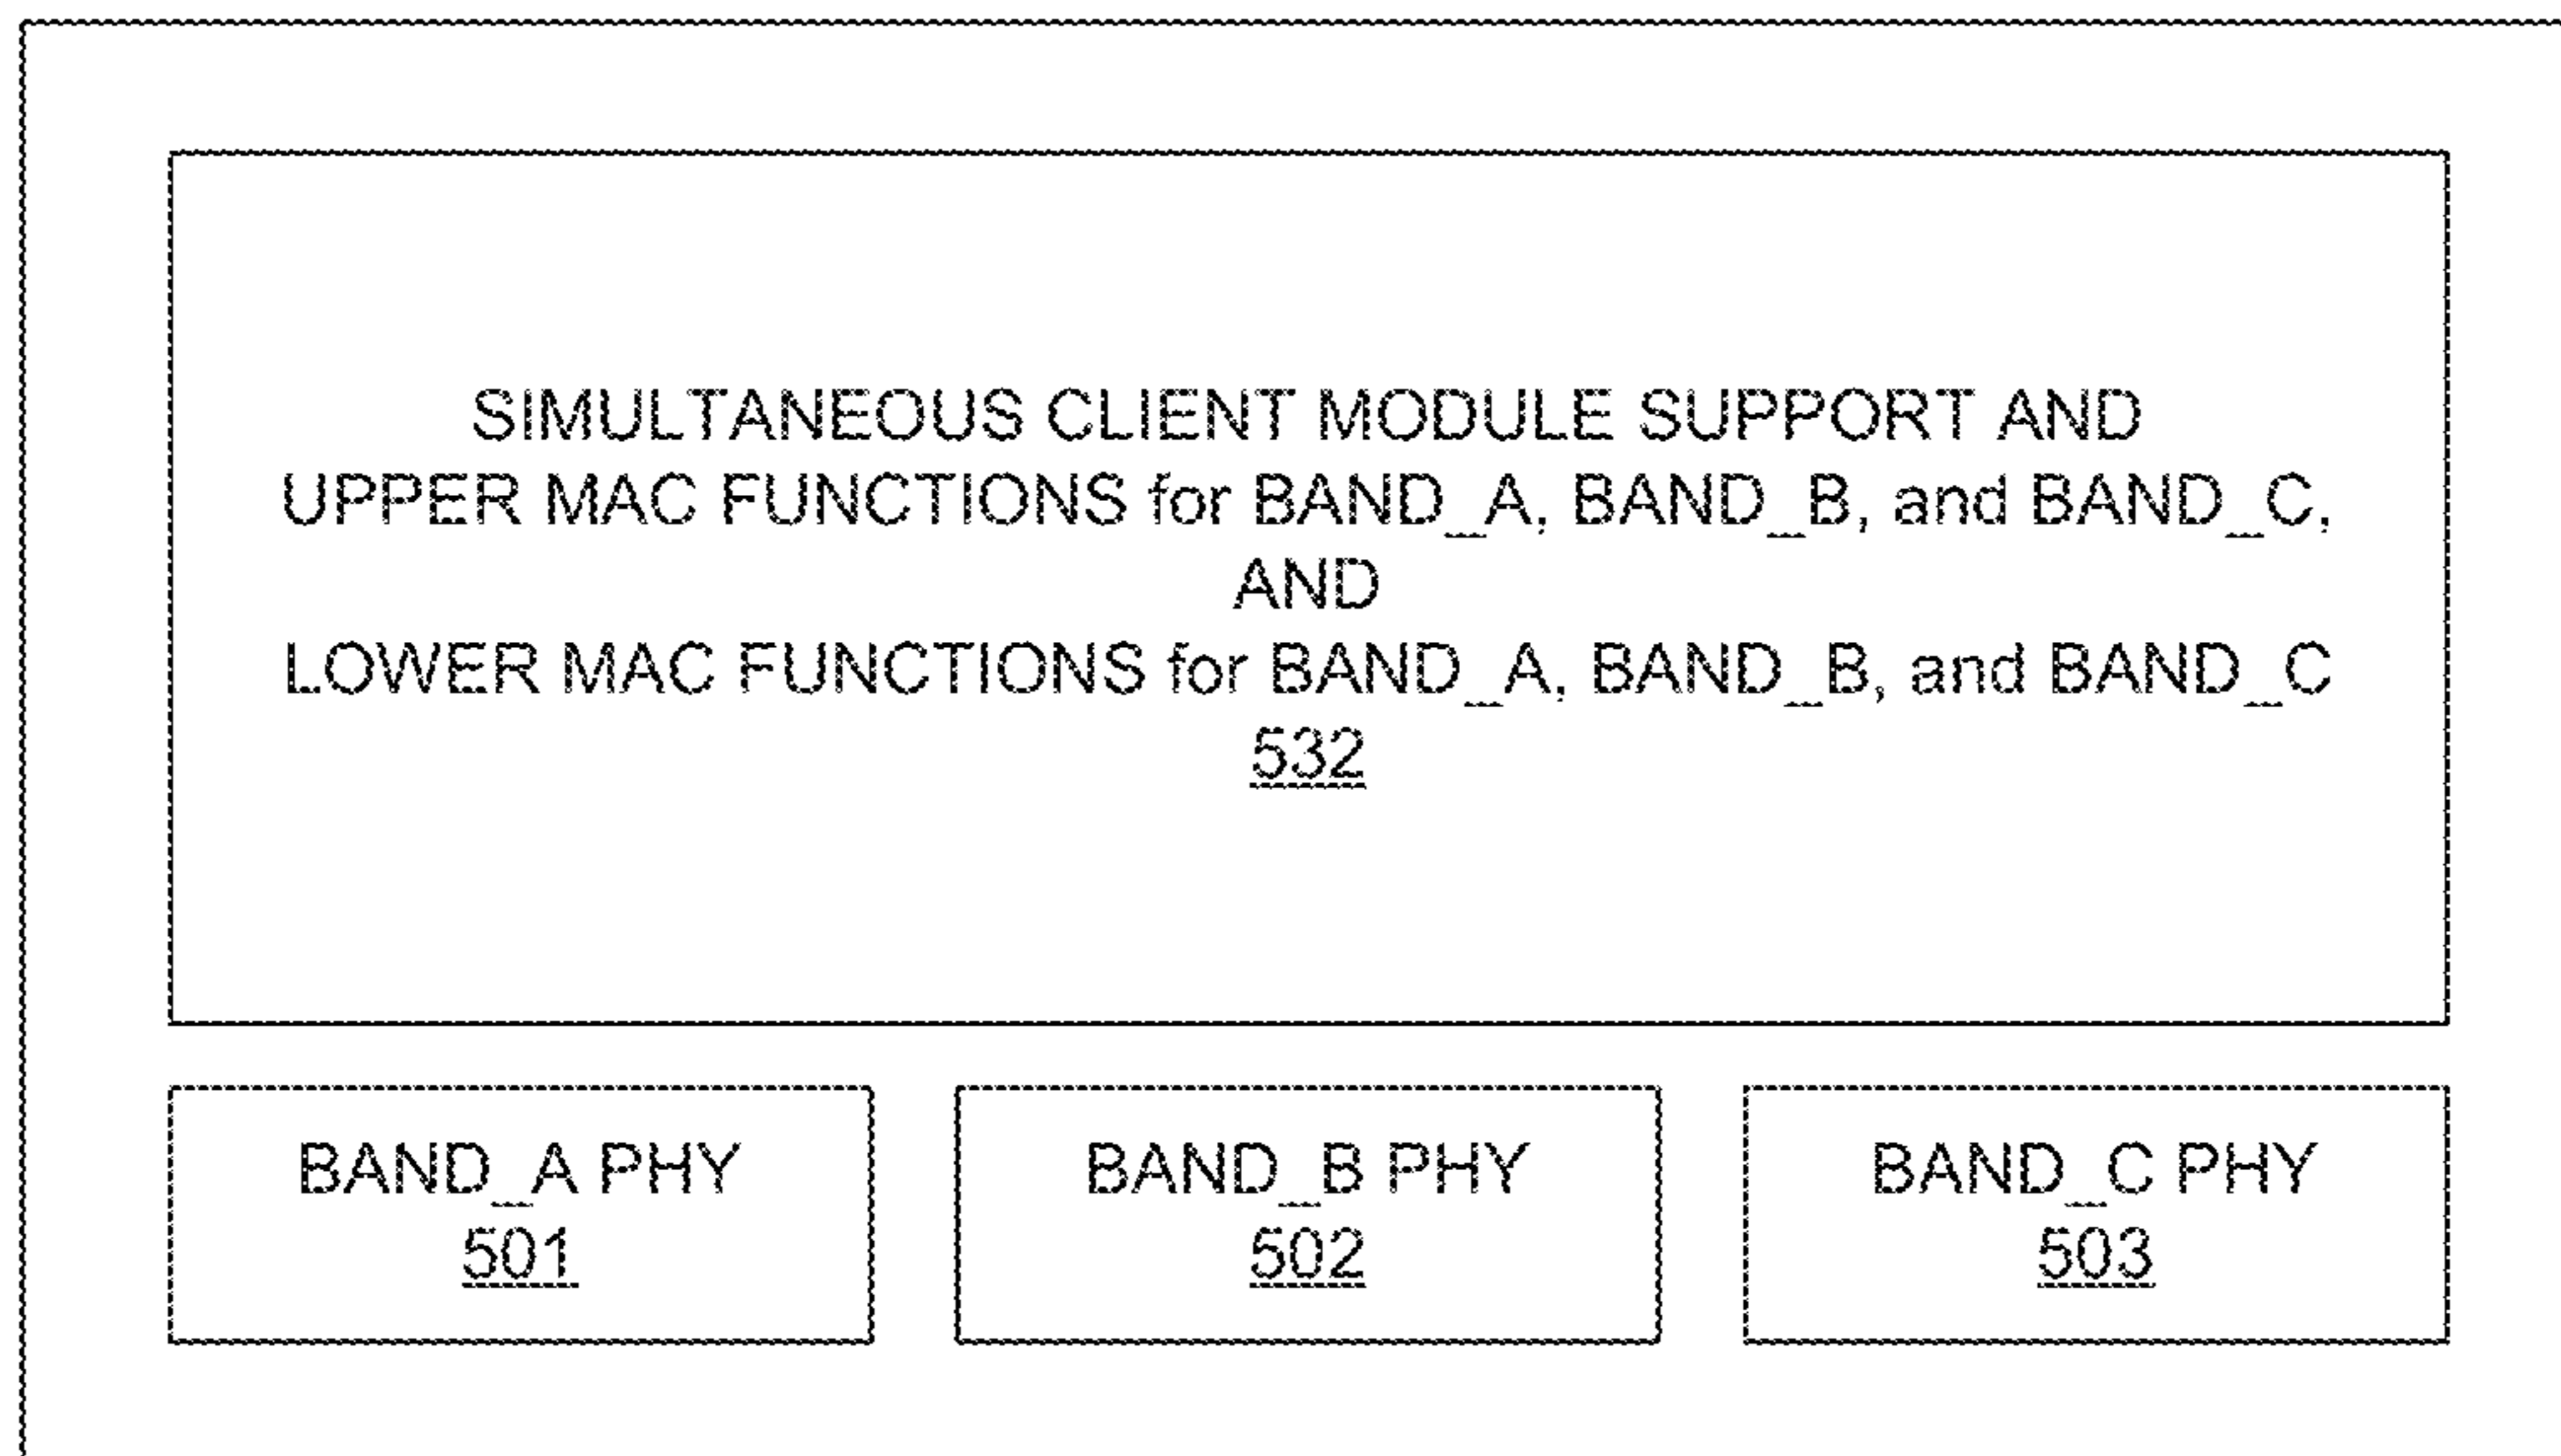 SIMULTANEOUS CLIENT MODULE SUPPORT AND
UPPER MAC FUNCTIONS for BAND_A, BAND_B, and BAND_C,
AND
LOWER MAC FUNCTIONS for BAND_A, BAND_B, and BAND_C
532
BAND_A PHY
501
BAND_B PHY
502
BAND_C PHY
503